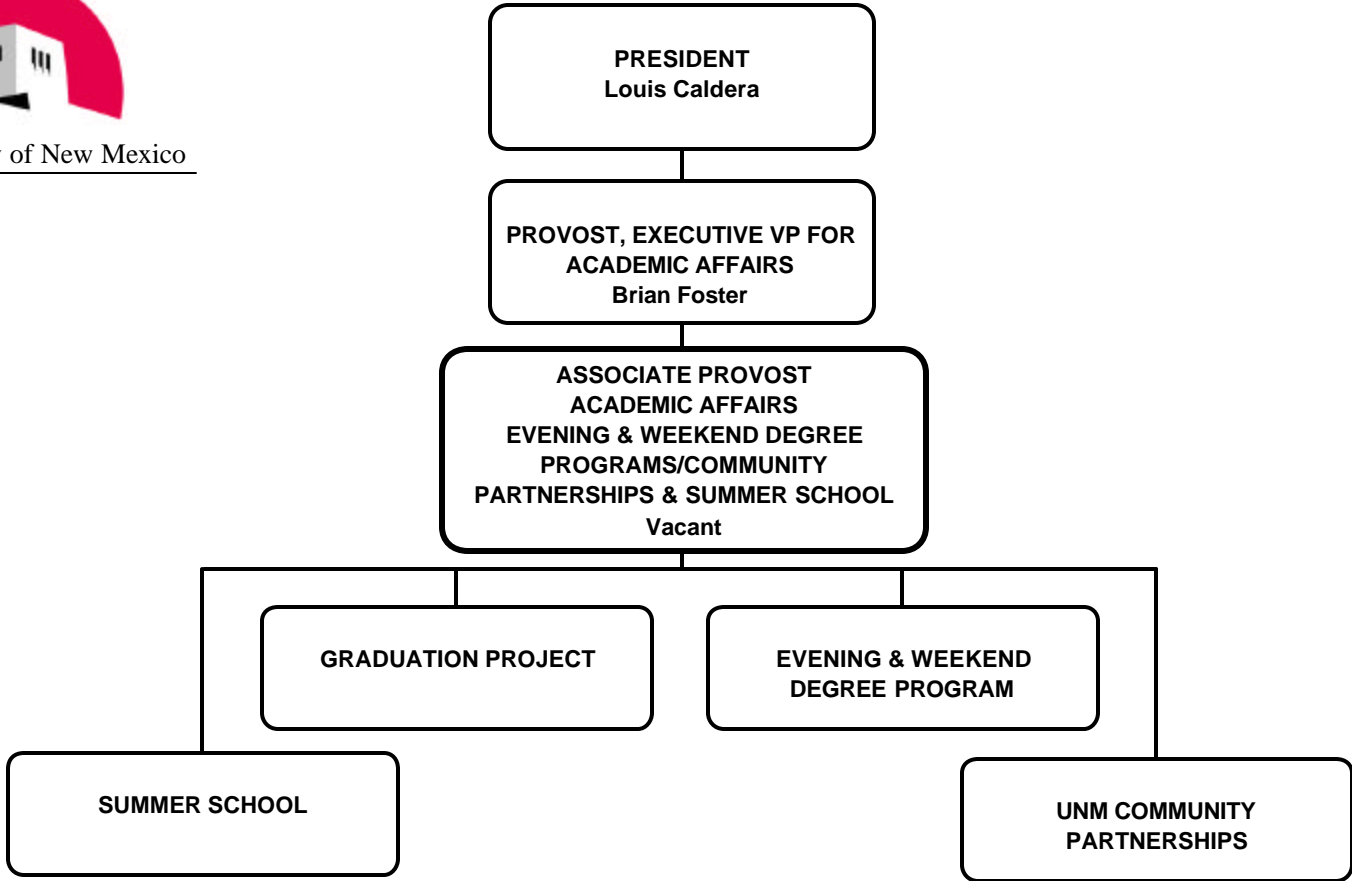 of New Mexico
PRESIDENT
Louis Caldera
PROVOST, EXECUTIVE VP FOR
ACADEMIC AFFAIRS
Brian Foster
ASSOCIATE PROVOST
ACADEMIC AFFAIRS
EVENING & WEEKEND DEGREE
PROGRAMS/COMMUNITY
PARTNERSHIPS & SUMMER SCHOOL
Vacant
GRADUATION PROJECT
EVENING & WEEKEND
DEGREE PROGRAM
SUMMER SCHOOL
UNM COMMUNITY
PARTNERSHIPS